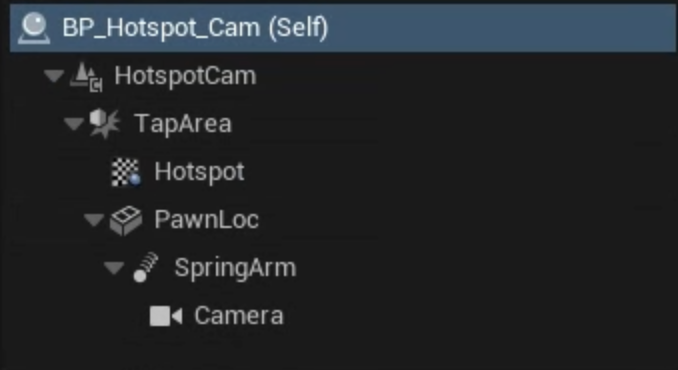 BP_Hotspot_Cam (Self)
HotspotCam
TapArea
Hotspot
PawnLoc
SpringArm
Camera